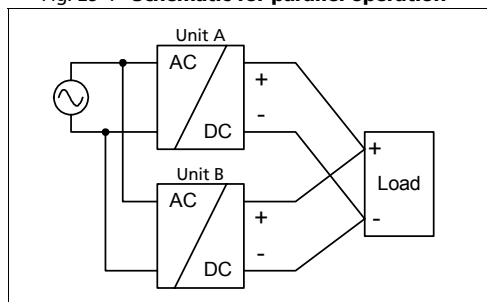 Schematic for parallel operation
Unit A
AC
+
-
DC
Unit B
AC
+
-
DC
+
Load
-